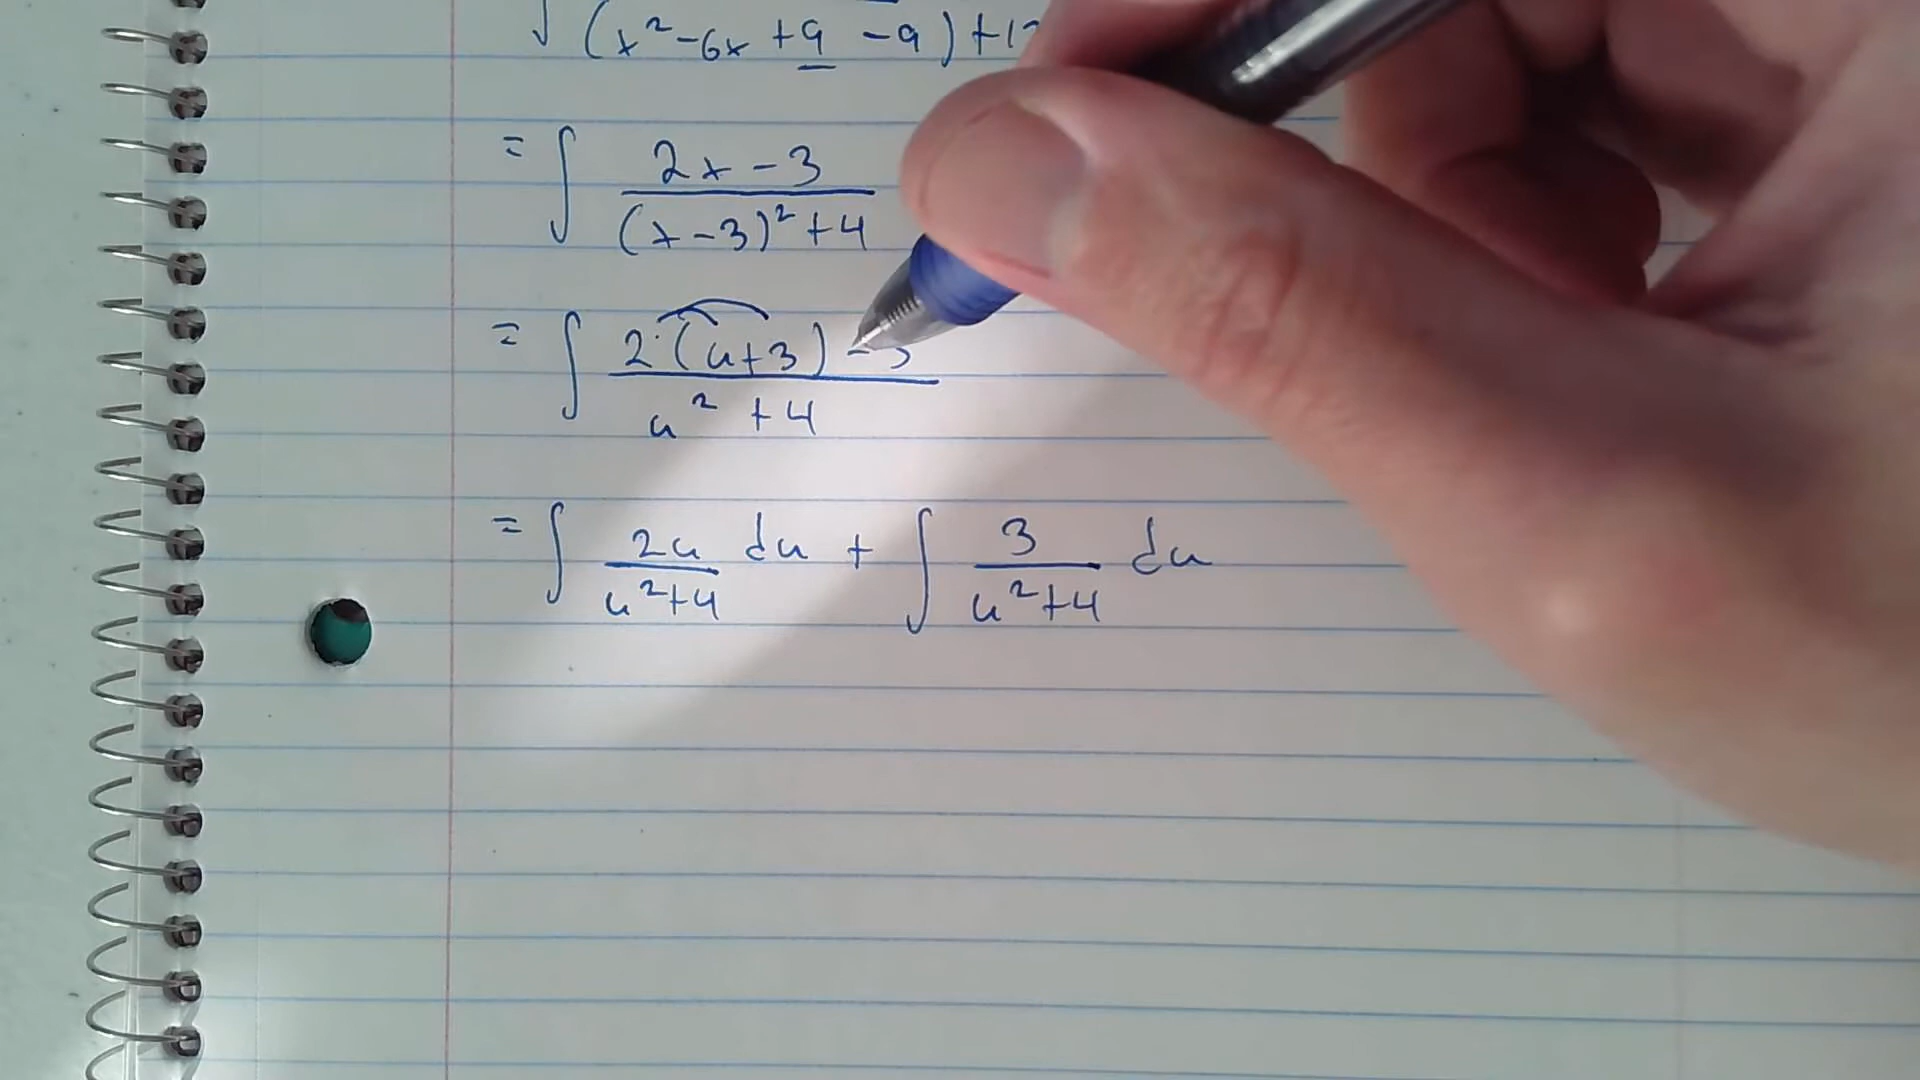 ∫ (x²-6x +9 -9)+1
= ∫ (2x-3)/((x-3)²+4)
= ∫ (2·(u+3)-3)/(u²+4)
= ∫ 2u/(u²+4) du + ∫ 3/(u²+4) du